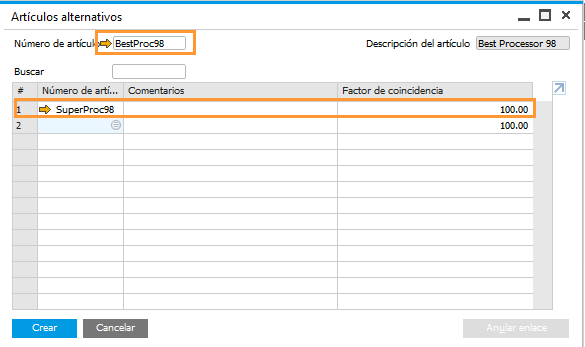 Artículos alternativos
Número de artículo BestProc98 Descripción del artículo Best Processor 98
Buscar
# Número de artí... Comentarios Factor de coincidencia
1 SuperProc98 100.00
2 100.00
Crear Cancelar Anular enlace